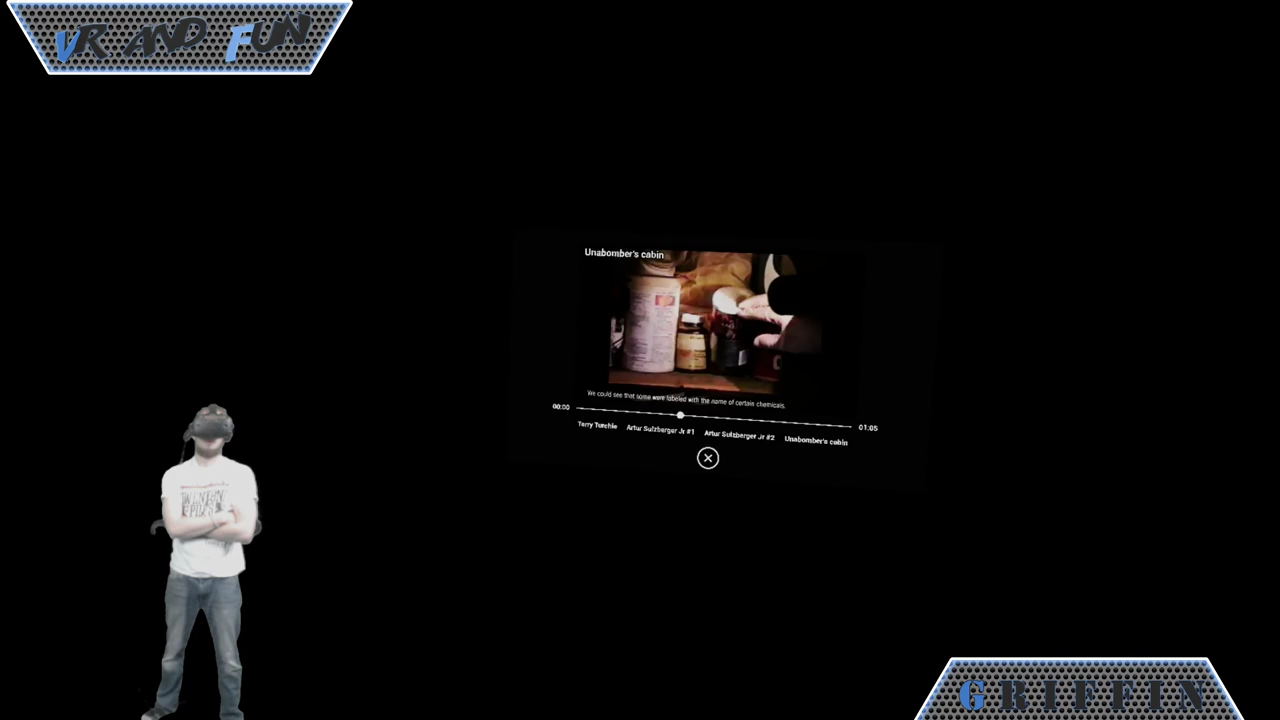 VR AND FUN
Unabomber's cabin
We could see that some were labeled with the name of certain chemicals.
00:00
01:05
Terry Turchie
Artur Sulzberger Jr #1
Artur Sulzberger Jr #2
Unabomber's cabin
GRIFFIN